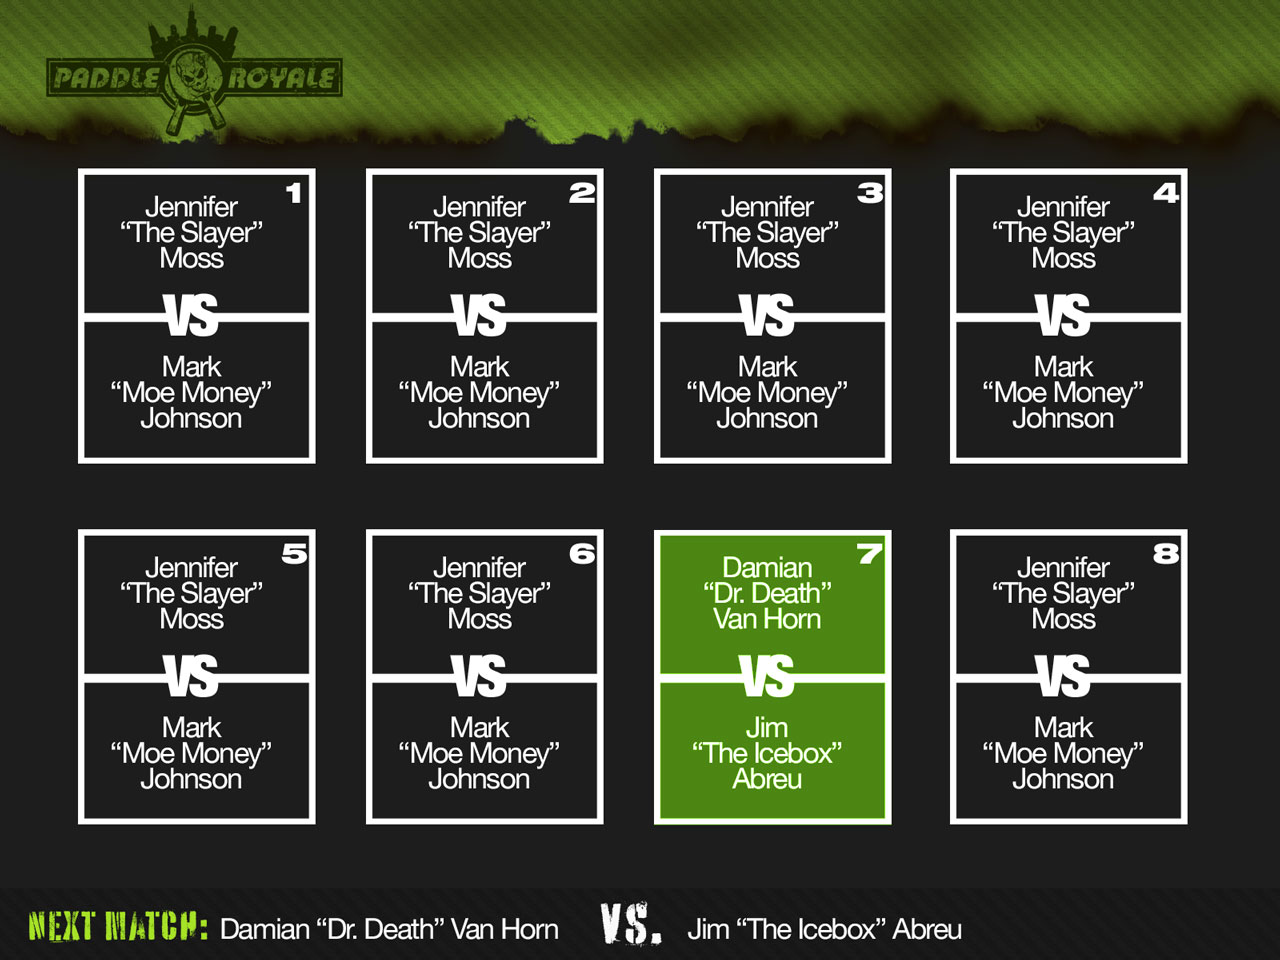 PADDLE ROYALE
1
Jennifer
“The Slayer”
Moss
VS
Mark
“Moe Money”
Johnson
2
Jennifer
“The Slayer”
Moss
VS
Mark
“Moe Money”
Johnson
3
Jennifer
“The Slayer”
Moss
VS
Mark
“Moe Money”
Johnson
4
Jennifer
“The Slayer”
Moss
VS
Mark
“Moe Money”
Johnson
5
Jennifer
“The Slayer”
Moss
VS
Mark
“Moe Money”
Johnson
6
Jennifer
“The Slayer”
Moss
VS
Mark
“Moe Money”
Johnson
7
Damian
“Dr. Death”
Van Horn
VS
Jim
“The Icebox”
Abreu
8
Jennifer
“The Slayer”
Moss
VS
Mark
“Moe Money”
Johnson
NEXT MATCH: Damian “Dr. Death” Van Horn VS. Jim “The Icebox” Abreu